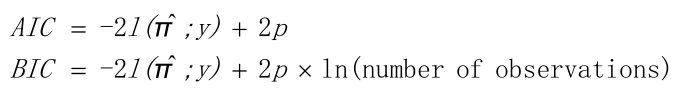 AIC = -2l(π̂ ;y) + 2p
BIC = -2l(π̂ ;y) + 2p × ln(number of observations)